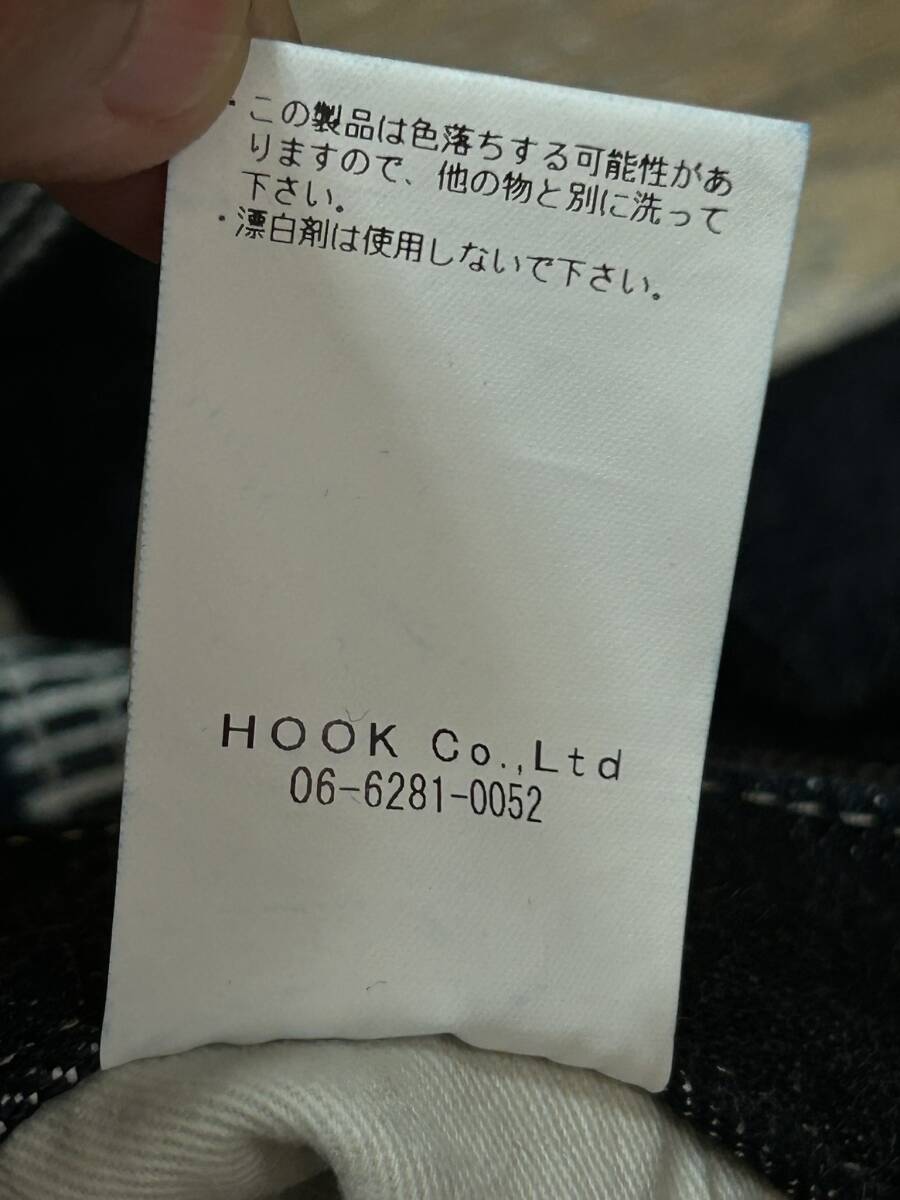 ・この製品は色落ちする可能性があ
りますので、他の物と別に洗って
下さい。
・漂白剤は使用しないで下さい。
HOOK Co.,Ltd
06-6281-0052